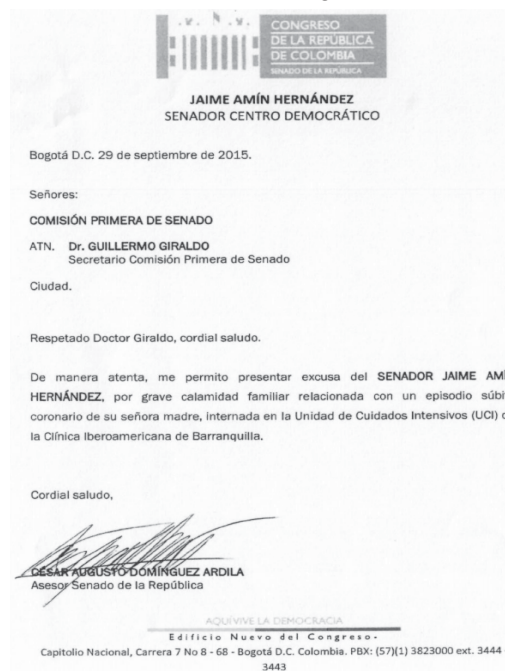 CONGRESO
DE LA REPÚBLICA
DE COLOMBIA
SENADO DE LA REPÚBLICA
JAIME AMÍN HERNÁNDEZ
SENADOR CENTRO DEMOCRÁTICO
Bogotá D.C. 29 de septiembre de 2015.
Señores:
COMISIÓN PRIMERA DE SENADO
ATN. Dr. GUILLERMO GIRALDO
Secretario Comisión Primera de Senado
Ciudad.
Respetado Doctor Giraldo, cordial saludo.
De manera atenta, me permito presentar excusa del SENADOR JAIME AMÍ
HERNÁNDEZ, por grave calamidad familiar relacionada con un episodio súbi
coronario de su señora madre, internada en la Unidad de Cuidados Intensivos (UCI)
la Clínica Iberoamericana de Barranquilla.
Cordial saludo,
CÉSAR AUGUSTO DOMÍNGUEZ ARDILA
Asesor Senado de la República
AQUÍ VIVE LA DEMOCRACIA
Edificio Nuevo del Congreso-
Capitolio Nacional, Carrera 7 No 8 - 68 - Bogotá D.C. Colombia. PBX: (57)(1) 3823000 ext. 3444
3443